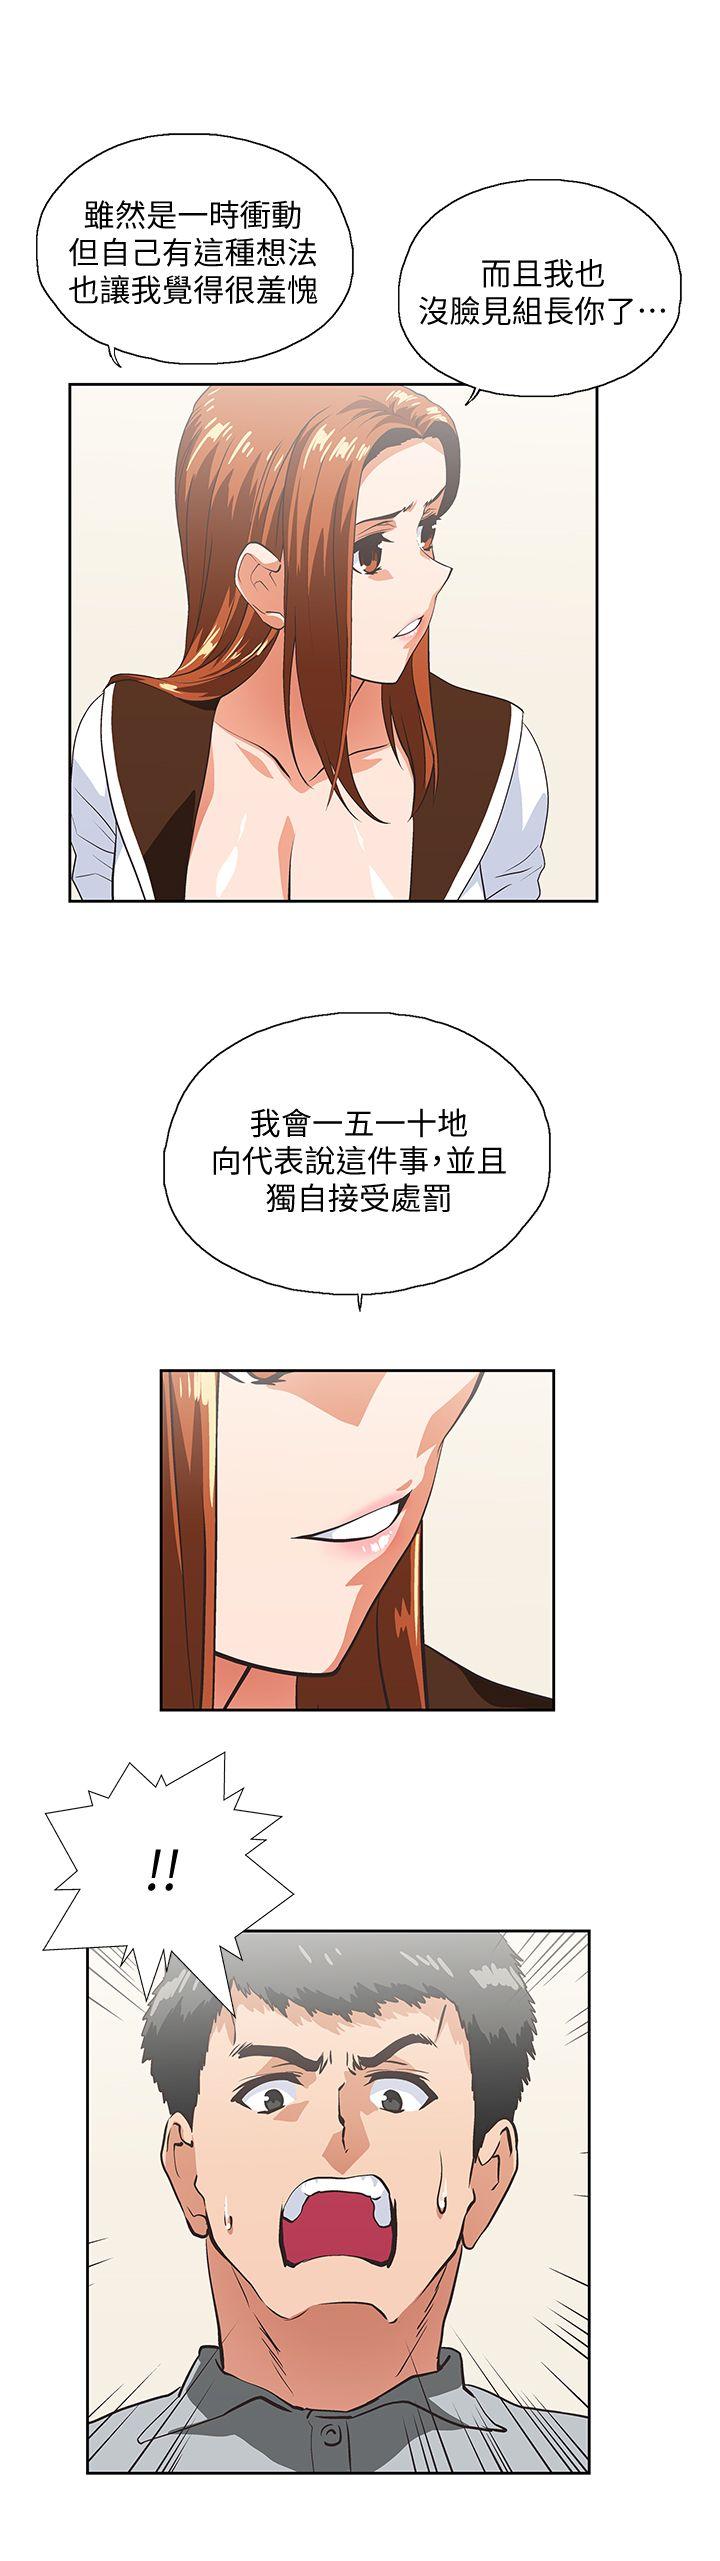 雖然是一時衝動
但自己有這種想法
也讓我覺得很羞愧
而且我也
沒臉見組長你了⋯
我會一五一十地
向代表說這件事，並且
獨自接受處罰
!!